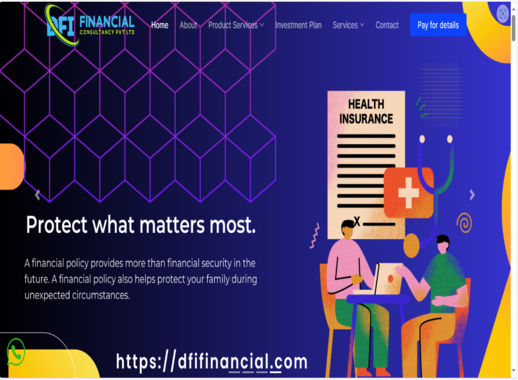 DFI FINANCIAL
CONSULTANCY PVT LTD
Home About Product Services Investment Plan Services Contact Pay for details
HEALTH
INSURANCE
X
Protect what matters most.
A financial policy provides more than financial security in the
future. A financial policy also helps protect your family during
unexpected circumstances.
https://dfifinancial.com